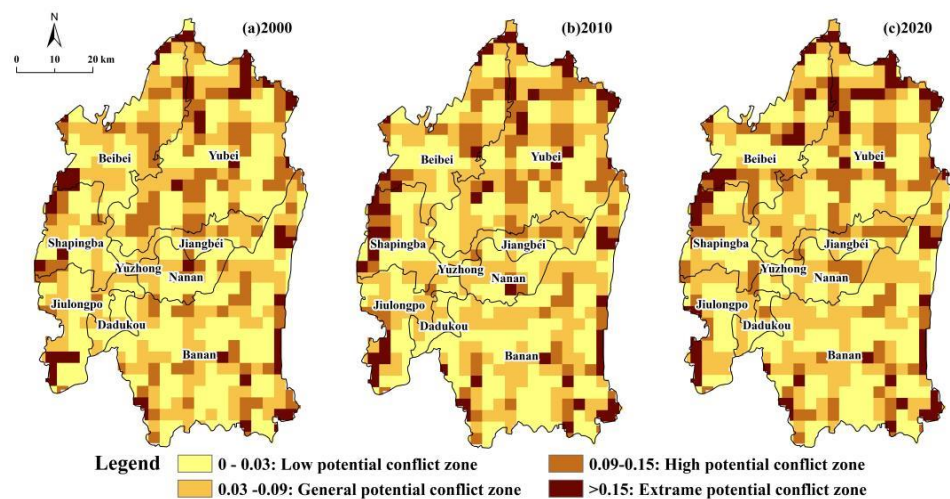 N
0 10 20 km
(a)2000
(b)2010
(c)2020
Beibei
Yubei
Shapingba
Jiangbei
Yuzhong
Nanan
Jiulongpo
Dadukou
Banan
Beibei
Yubei
Shapingba
Jiangbei
Yuzhong
Nanan
Jiulongpo
Dadukou
Banan
Beibei
Yubei
Shapingba
Jiangbei
Yuzhong
Nanan
Jiulongpo
Dadukou
Banan
Legend
0 - 0.03: Low potential conflict zone
0.09-0.15: High potential conflict zone
0.03 -0.09: General potential conflict zone
>0.15: Extrame potential conflict zone